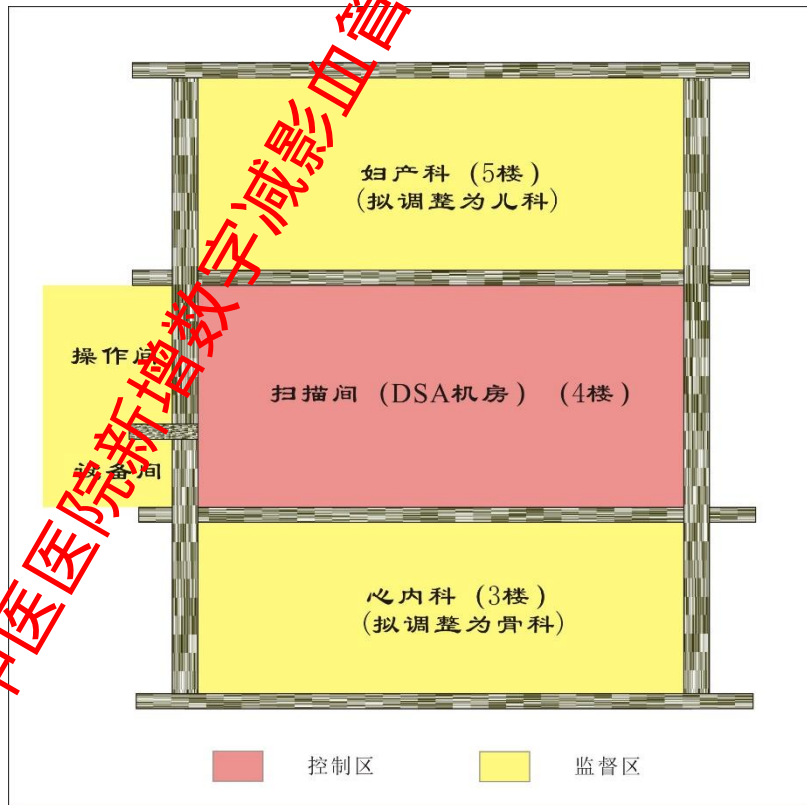 妇产科 (5楼)
(拟调整为儿科)
操作间
扫描间 (DSA机房) (4楼)
设备间
心内科 (3楼)
(拟调整为骨科)
控制区
监督区
中医医院新增数字减影血管